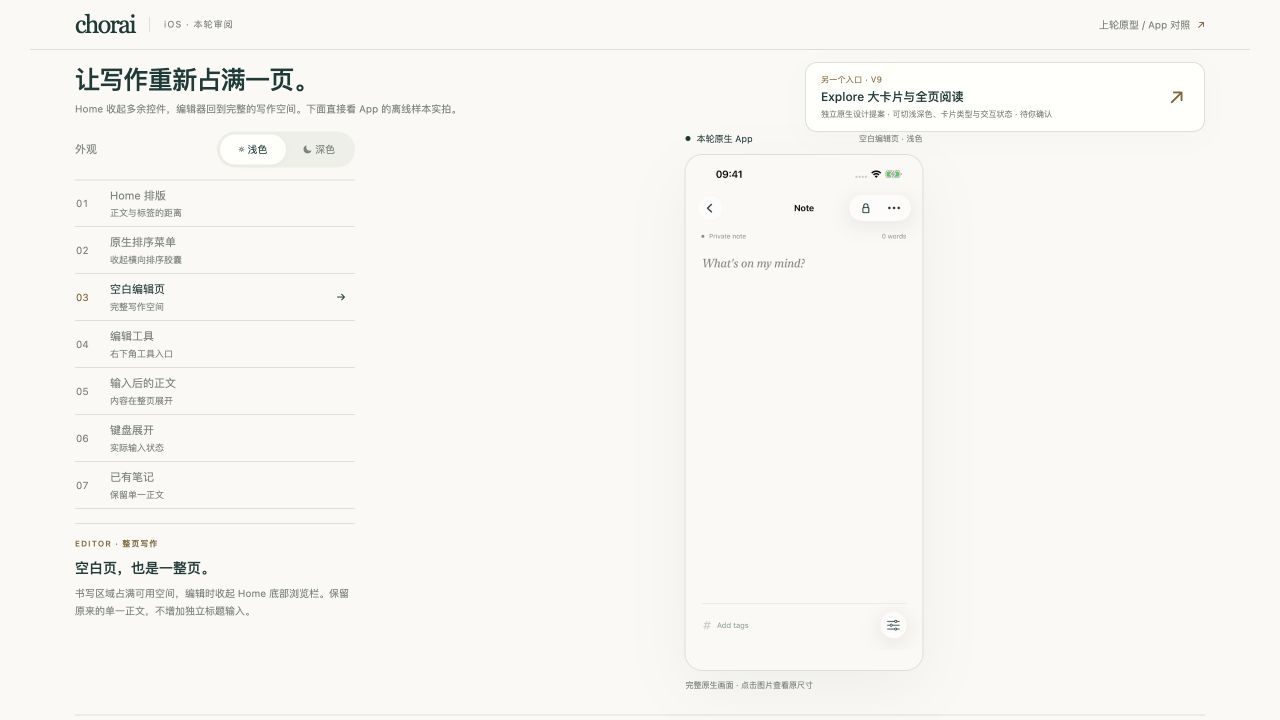 chorai
iOS · 本轮审阅
上轮原型 / App 对照
让写作重新占满一页。
Home 收起多余控件，编辑器回到完整的写作空间。下面直接看 App 的离线样本实拍。
另一个入口 · V9
Explore 大卡片与全页阅读
独立原生设计提案 · 可切浅深色、卡片类型与交互状态 · 待你确认
外观
浅色
深色
01
Home 排版
正文与标签的距离
02
原生排序菜单
收起横向排序胶囊
03
空白编辑页
完整写作空间
04
编辑工具
右下角工具入口
05
输入后的正文
内容在整页展开
06
键盘展开
实际输入状态
07
已有笔记
保留单一正文
EDITOR · 整页写作
空白页，也是一整页。
书写区域占满可用空间，编辑时收起 Home 底部浏览栏。保留
原来的单一正文，不增加独立标题输入。
本轮原生 App
空白编辑页 · 浅色
09:41
Note
Private note
0 words
What's on my mind?
# Add tags
完整原生画面 · 点击图片查看原尺寸